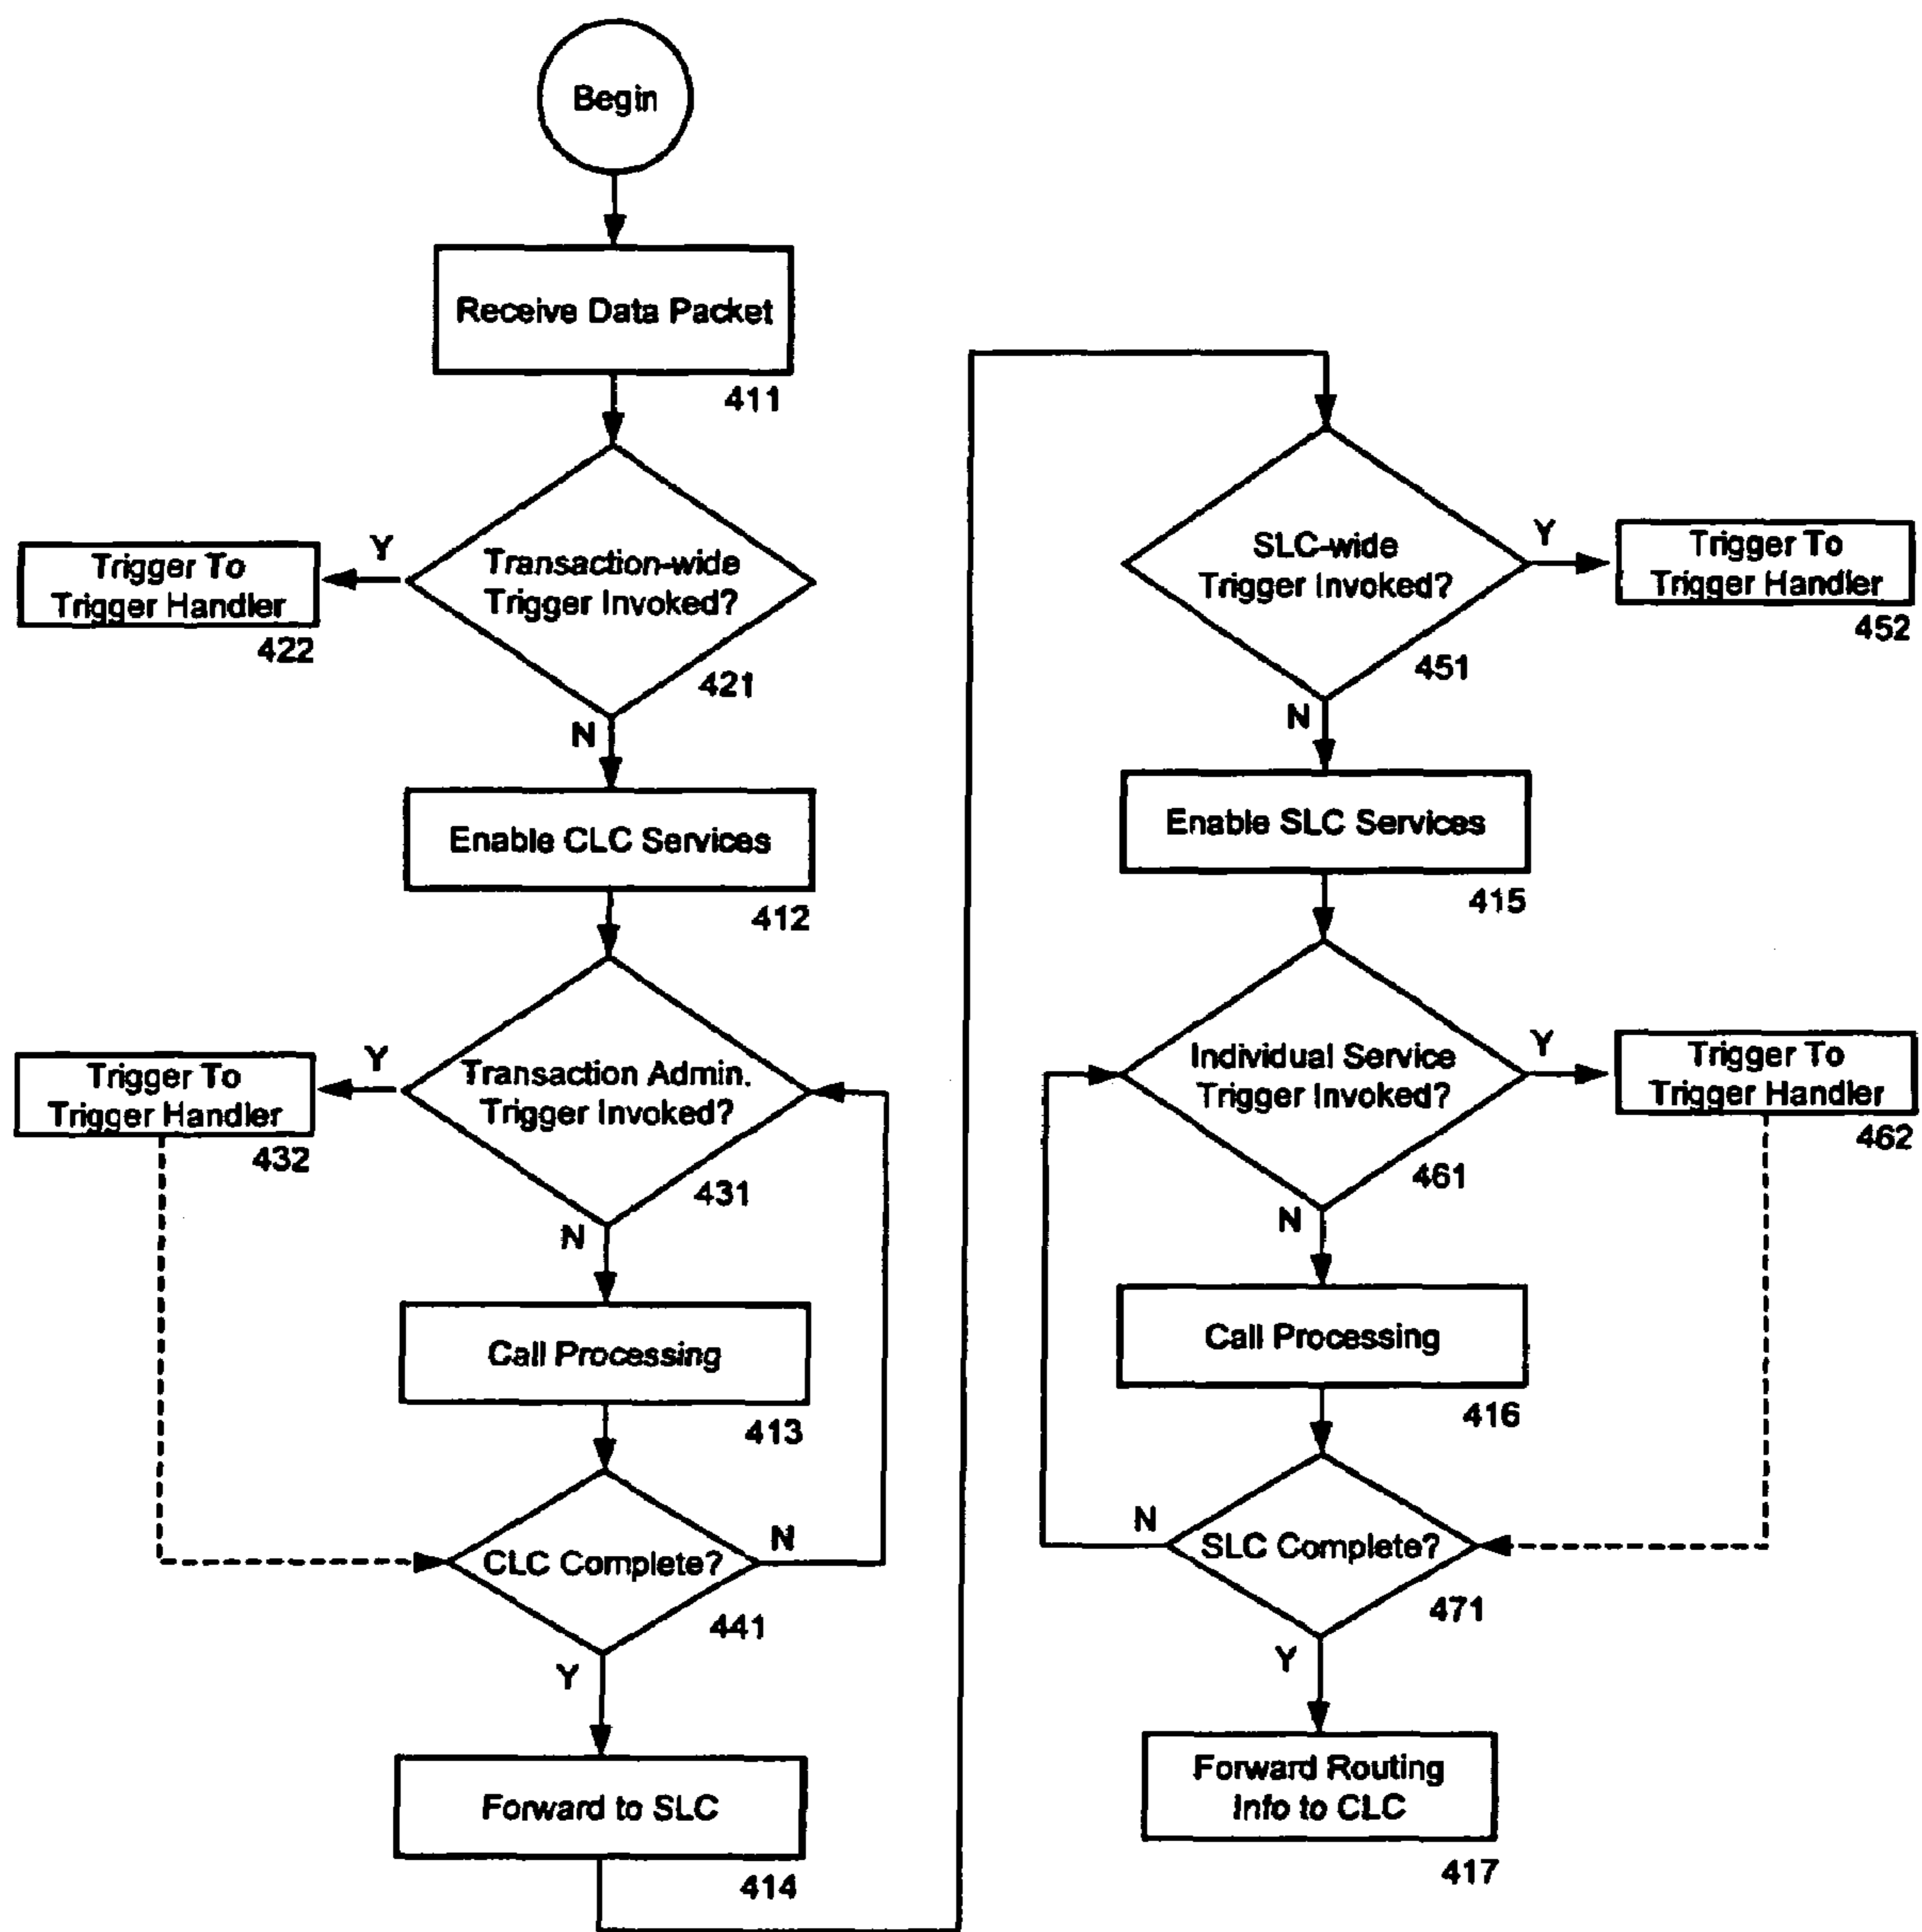 Begin
Receive Data Packet
411
Transaction-wide
Trigger Invoked?
421
Y
Trigger To
Trigger Handler
422
N
Enable CLC Services
412
Transaction Admin.
Trigger Invoked?
431
Y
Trigger To
Trigger Handler
432
N
Call Processing
413
CLC Complete?
441
N
Y
Forward to SLC
414
SLC-wide
Trigger Invoked?
451
Y
Trigger To
Trigger Handler
452
N
Enable SLC Services
415
Individual Service
Trigger Invoked?
461
Y
Trigger To
Trigger Handler
462
N
Call Processing
416
SLC Complete?
471
N
Y
Forward Routing
Info to CLC
417